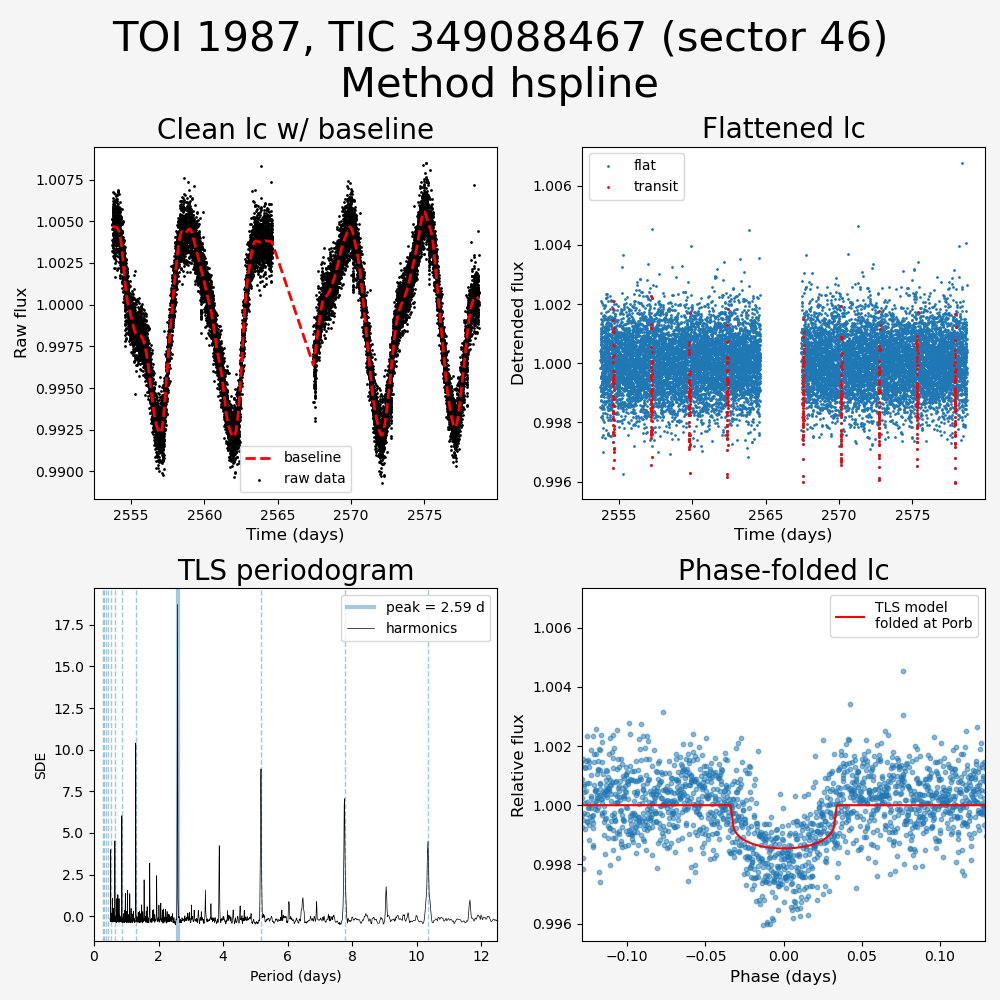 TOI 1987, TIC 349088467 (sector 46)
Method hspline
Clean lc w/ baseline
Raw flux
1.0075
1.0050
1.0025
1.0000
0.9975
0.9950
0.9925
0.9900
baseline
raw data
2555
2560
2565
2570
2575
Time (days)
Flattened lc
Detrended flux
1.006
1.004
1.002
1.000
0.998
0.996
flat
transit
2555
2560
2565
2570
2575
Time (days)
TLS periodogram
SDE
17.5
15.0
12.5
10.0
7.5
5.0
2.5
0.0
peak = 2.59 d
harmonics
0
2
4
6
8
10
12
Period (days)
Phase-folded lc
Relative flux
1.006
1.004
1.002
1.000
0.998
0.996
TLS model
folded at Porb
−0.10
−0.05
0.00
0.05
0.10
Phase (days)